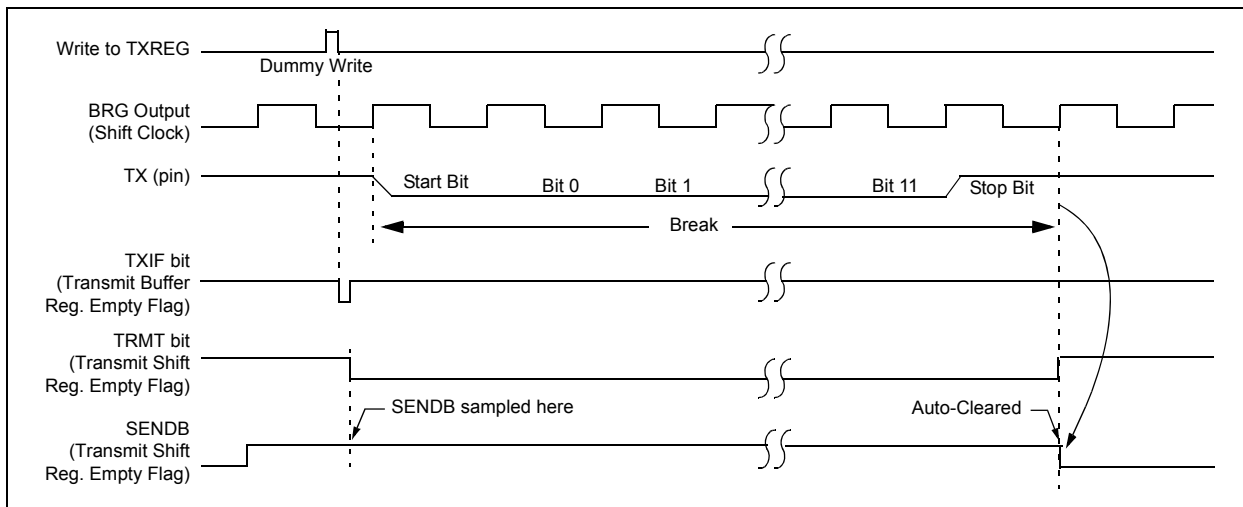 Write to TXREG
Dummy Write
BRG Output
(Shift Clock)
TX (pin)
Start Bit
Bit 0
Bit 1
Bit 11
Stop Bit
Break
TXIF bit
(Transmit Buffer
Reg. Empty Flag)
TRMT bit
(Transmit Shift
Reg. Empty Flag)
SENDB sampled here
Auto-Cleared
SENDB
(Transmit Shift
Reg. Empty Flag)